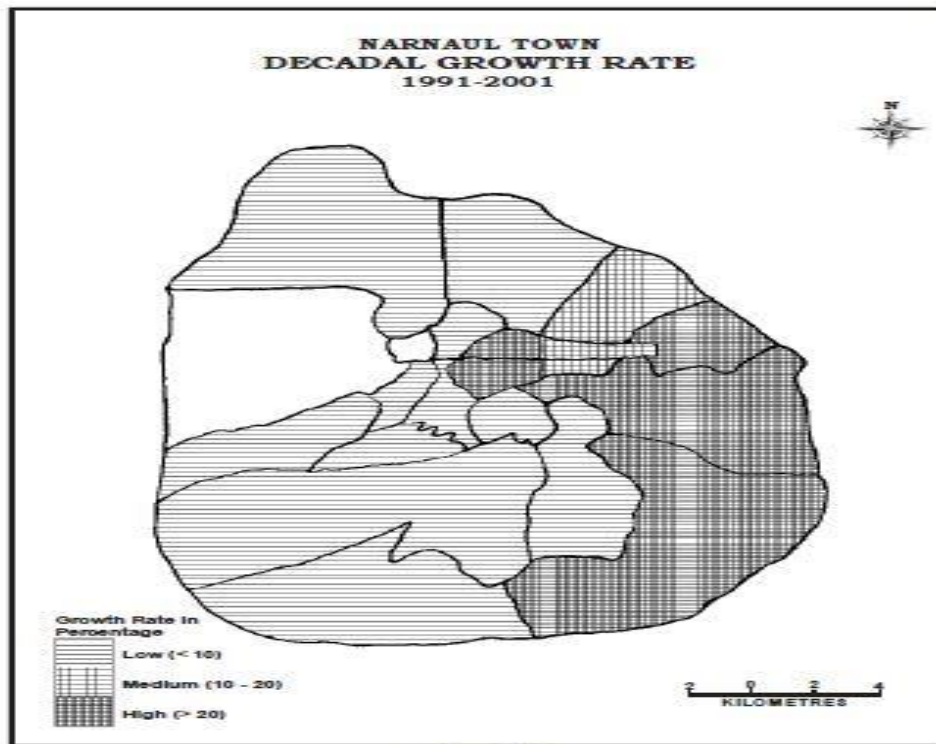 NARNAUL TOWN
DECADAL GROWTH RATE
1991-2001
N
Growth Rate In
Percentage
Low (< 10)
Medium (10 - 20)
High (> 20)
2 0 2 4
KILOMETRES